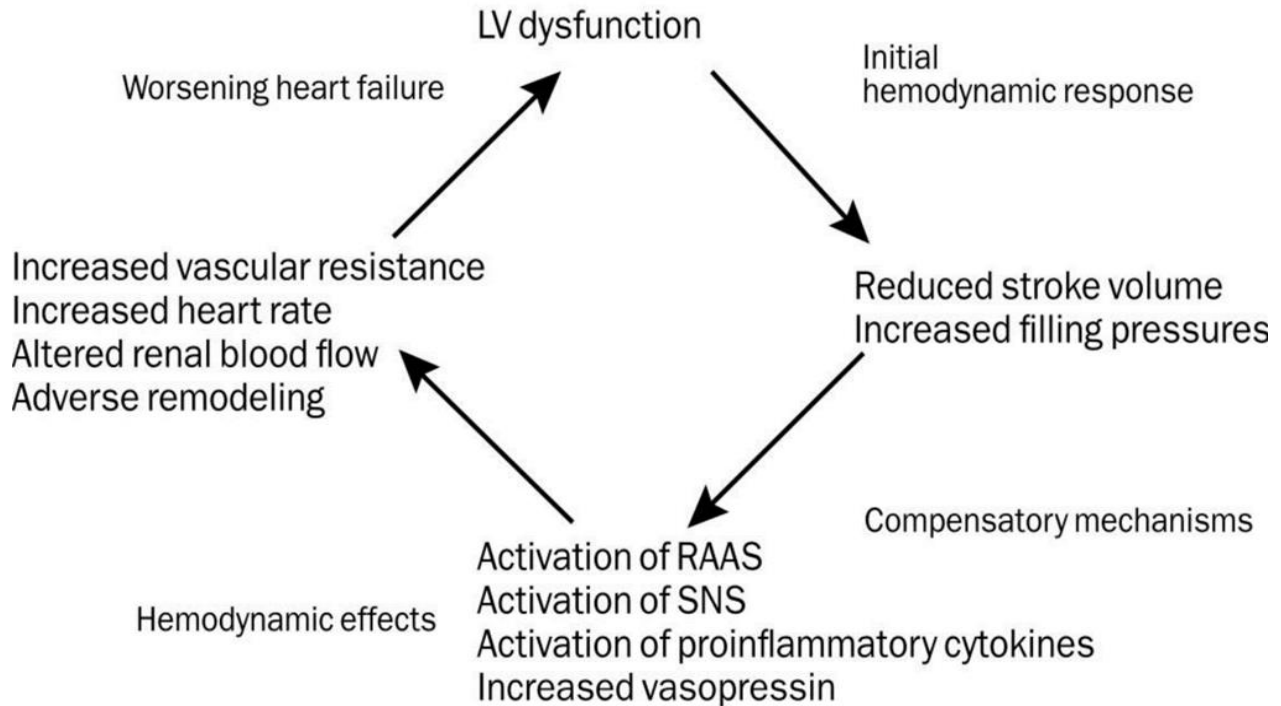 LV dysfunction
Initial
hemodynamic response
Worsening heart failure
Increased vascular resistance
Increased heart rate
Altered renal blood flow
Adverse remodeling
Reduced stroke volume
Increased filling pressures
Compensatory mechanisms
Activation of RAAS
Activation of SNS
Activation of proinflammatory cytokines
Increased vasopressin
Hemodynamic effects